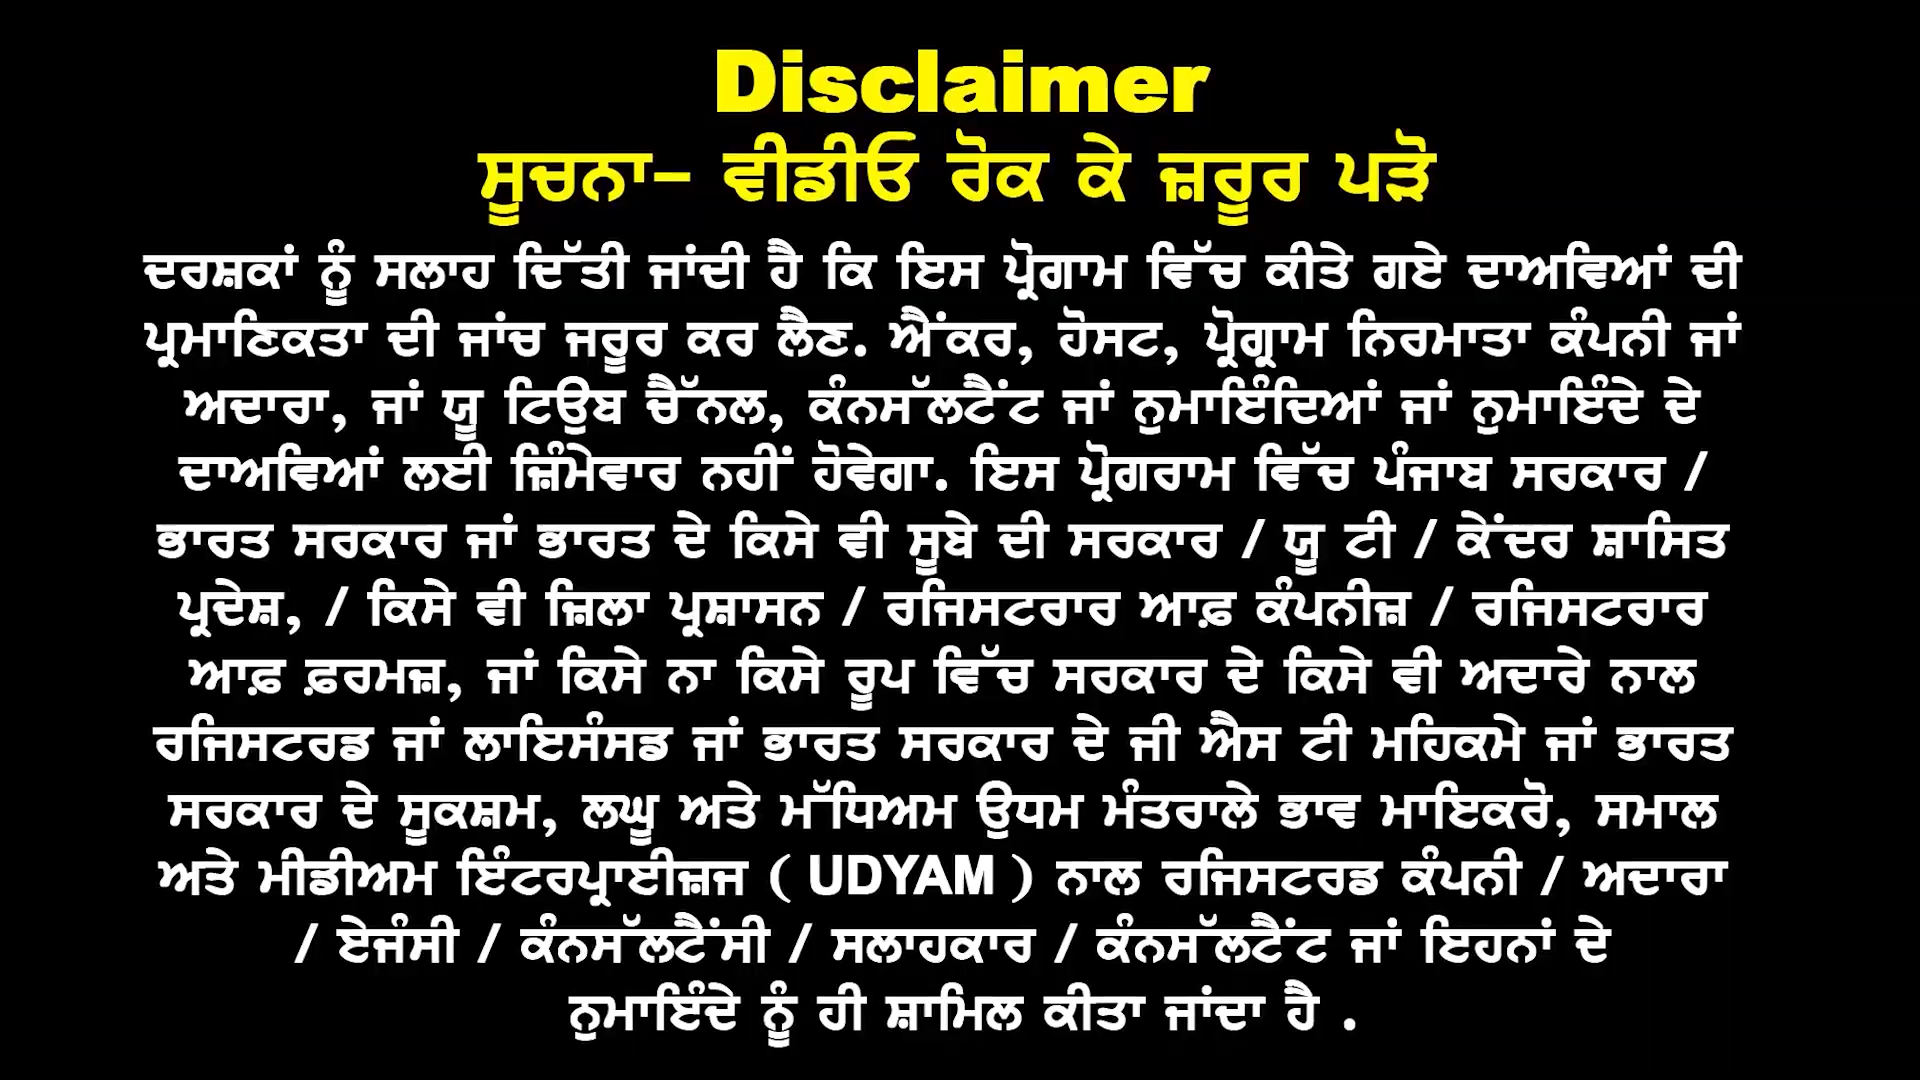 Disclaimer
ਸੂਚਨਾ- ਵੀਡੀਓ ਰੋਕ ਕੇ ਜ਼ਰੂਰ ਪੜੋ
ਦਰਸ਼ਕਾਂ ਨੂੰ ਸਲਾਹ ਦਿੱਤੀ ਜਾਂਦੀ ਹੈ ਕਿ ਇਸ ਪ੍ਰੋਗਾਮ ਵਿੱਚ ਕੀਤੇ ਗਏ ਦਾਅਵਿਆਂ ਦੀ
ਪ੍ਰਮਾਣਿਕਤਾ ਦੀ ਜਾਂਚ ਜਰੂਰ ਕਰ ਲੈਣ. ਐਂਕਰ, ਹੋਸਟ, ਪ੍ਰੋਗ੍ਰਾਮ ਨਿਰਮਾਤਾ ਕੰਪਨੀ ਜਾਂ
ਅਦਾਰਾ, ਜਾਂ ਯੂ ਟਿਉਬ ਚੈੱਨਲ, ਕੰਨਸੱਲਟੈਂਟ ਜਾਂ ਨੁਮਾਇੰਦਿਆਂ ਜਾਂ ਨੁਮਾਇੰਦੇ ਦੇ
ਦਾਅਵਿਆਂ ਲਈ ਜ਼ਿੰਮੇਵਾਰ ਨਹੀਂ ਹੋਵੇਗਾ. ਇਸ ਪ੍ਰੋਗਰਾਮ ਵਿੱਚ ਪੰਜਾਬ ਸਰਕਾਰ /
ਭਾਰਤ ਸਰਕਾਰ ਜਾਂ ਭਾਰਤ ਦੇ ਕਿਸੇ ਵੀ ਸੂਬੇ ਦੀ ਸਰਕਾਰ / ਯੂ ਟੀ / ਕੇਂਦਰ ਸ਼ਾਸਿਤ
ਪ੍ਰਦੇਸ਼, / ਕਿਸੇ ਵੀ ਜ਼ਿਲਾ ਪ੍ਰਸ਼ਾਸਨ / ਰਜਿਸਟਰਾਰ ਆਫ਼ ਕੰਪਨੀਜ਼ / ਰਜਿਸਟਰਾਰ
ਆਫ਼ ਫ਼ਰਮਜ਼, ਜਾਂ ਕਿਸੇ ਨਾ ਕਿਸੇ ਰੂਪ ਵਿੱਚ ਸਰਕਾਰ ਦੇ ਕਿਸੇ ਵੀ ਅਦਾਰੇ ਨਾਲ
ਰਜਿਸਟਰਡ ਜਾਂ ਲਾਇਸੰਸਡ ਜਾਂ ਭਾਰਤ ਸਰਕਾਰ ਦੇ ਜੀ ਐਸ ਟੀ ਮਹਿਕਮੇ ਜਾਂ ਭਾਰਤ
ਸਰਕਾਰ ਦੇ ਸੂਕਸ਼ਮ, ਲਘੂ ਅਤੇ ਮੱਧਿਅਮ ਉਧਮ ਮੰਤਰਾਲੇ ਭਾਵ ਮਾਇਕਰੋ, ਸਮਾਲ
ਅਤੇ ਮੀਡੀਅਮ ਇੰਟਰਪ੍ਰਾਈਜ਼ਜ ( UDYAM ) ਨਾਲ ਰਜਿਸਟਰਡ ਕੰਪਨੀ / ਅਦਾਰਾ
/ ਏਜੰਸੀ / ਕੰਨਸੱਲਟੈਂਸੀ / ਸਲਾਹਕਾਰ / ਕੰਨਸੱਲਟੈਂਟ ਜਾਂ ਇਹਨਾਂ ਦੇ
ਨੁਮਾਇੰਦੇ ਨੂੰ ਹੀ ਸ਼ਾਮਿਲ ਕੀਤਾ ਜਾਂਦਾ ਹੈ .